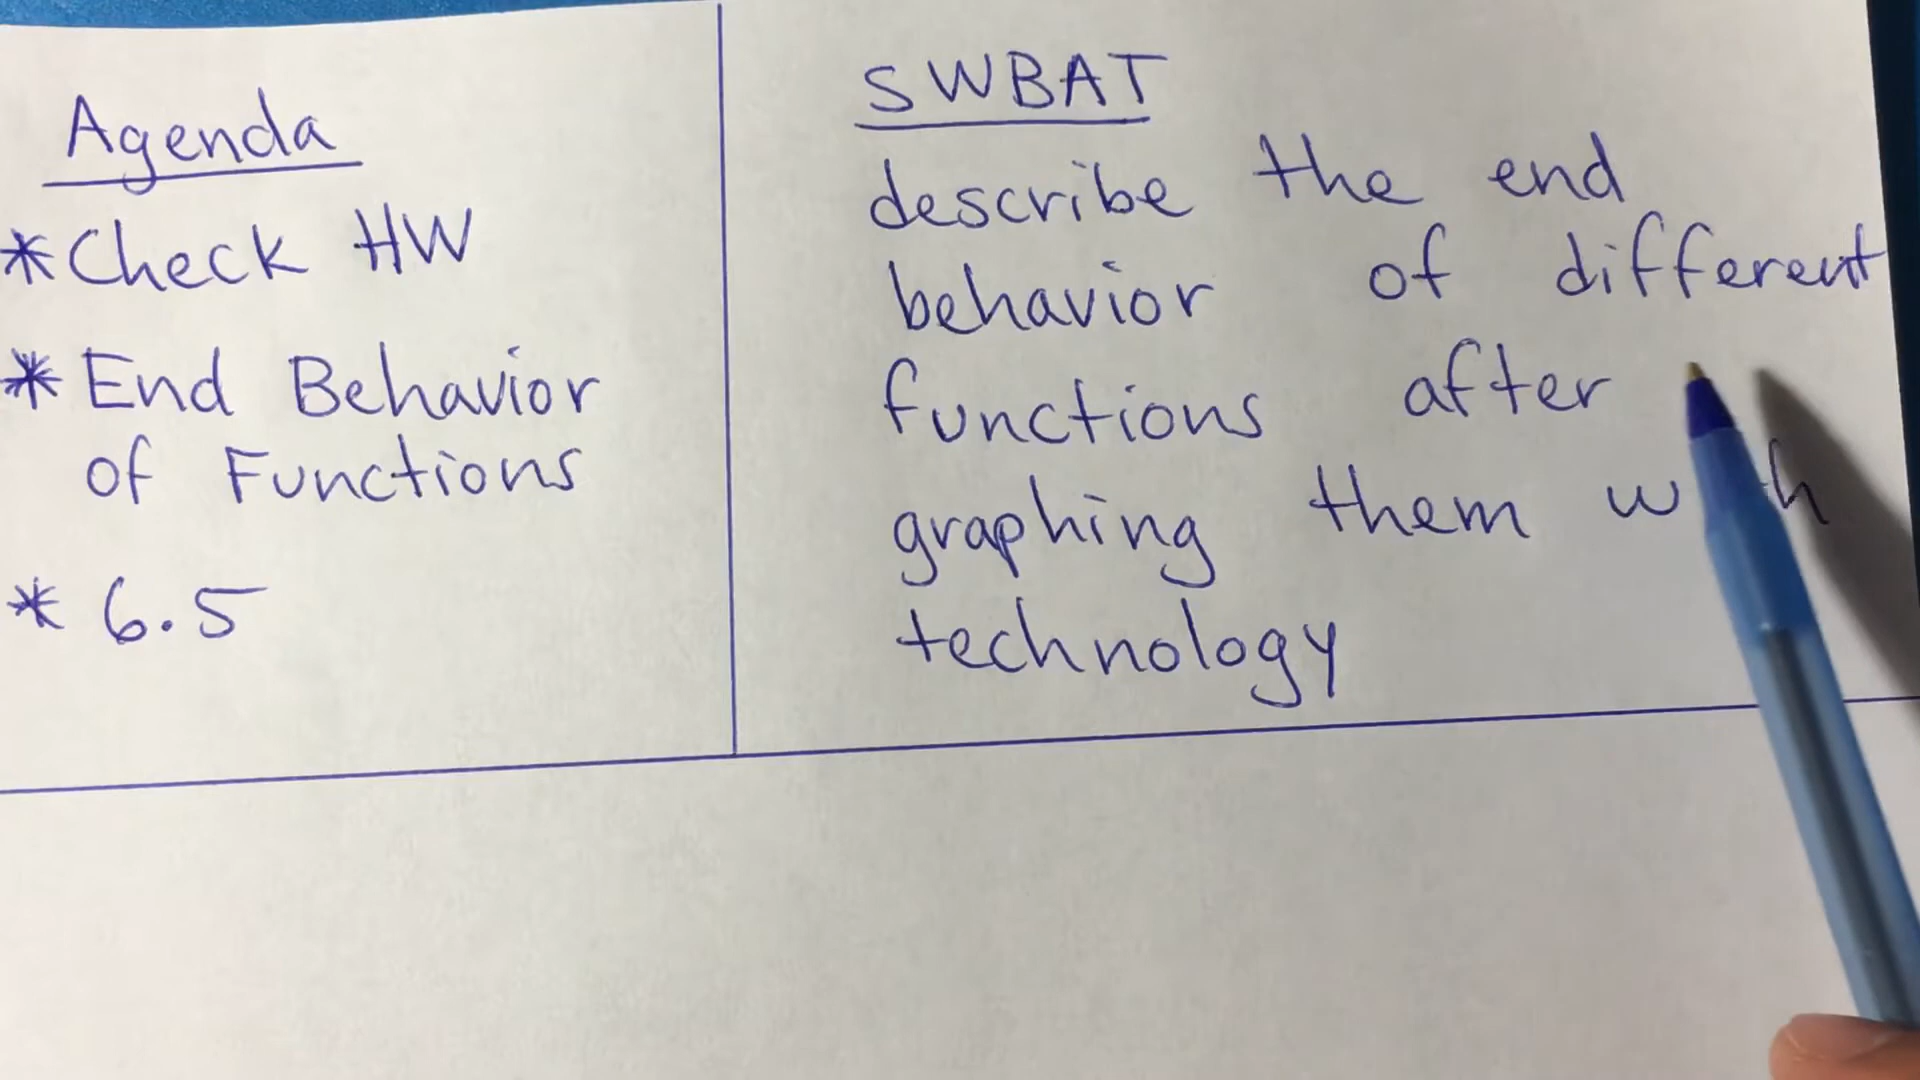 Agenda
* Check HW
* End Behavior
of Functions
* 6.5
SWBAT
describe the end
behavior of different
functions after
graphing them
technology